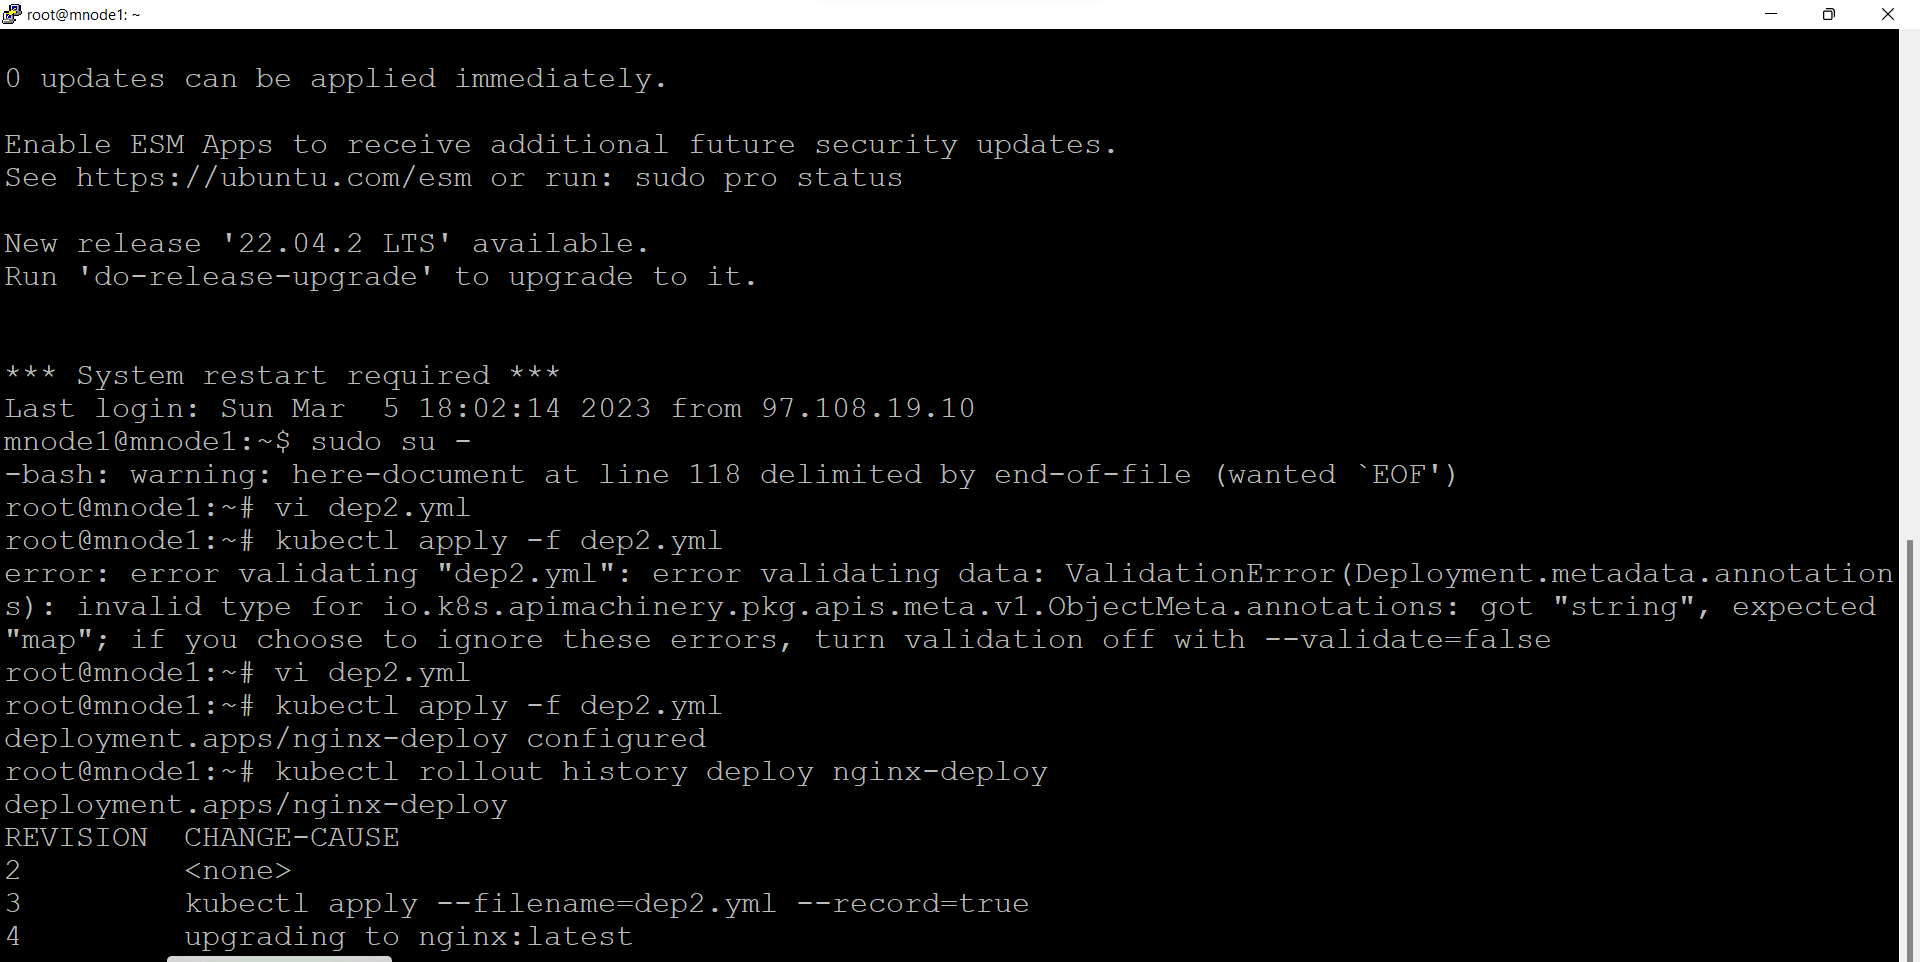 root@mnode1: ~
0 updates can be applied immediately.
Enable ESM Apps to receive additional future security updates.
See https://ubuntu.com/esm or run: sudo pro status
New release '22.04.2 LTS' available.
Run 'do-release-upgrade' to upgrade to it.
*** System restart required ***
Last login: Sun Mar  5 18:02:14 2023 from 97.108.19.10
mnode1@mnode1:~$ sudo su -
-bash: warning: here-document at line 118 delimited by end-of-file (wanted `EOF')
root@mnode1:~# vi dep2.yml
root@mnode1:~# kubectl apply -f dep2.yml
error: error validating "dep2.yml": error validating data: ValidationError(Deployment.metadata.annotation
s): invalid type for io.k8s.apimachinery.pkg.apis.meta.v1.ObjectMeta.annotations: got "string", expected
"map"; if you choose to ignore these errors, turn validation off with --validate=false
root@mnode1:~# vi dep2.yml
root@mnode1:~# kubectl apply -f dep2.yml
deployment.apps/nginx-deploy configured
root@mnode1:~# kubectl rollout history deploy nginx-deploy
deployment.apps/nginx-deploy
REVISION  CHANGE-CAUSE
2         <none>
3         kubectl apply --filename=dep2.yml --record=true
4         upgrading to nginx:latest